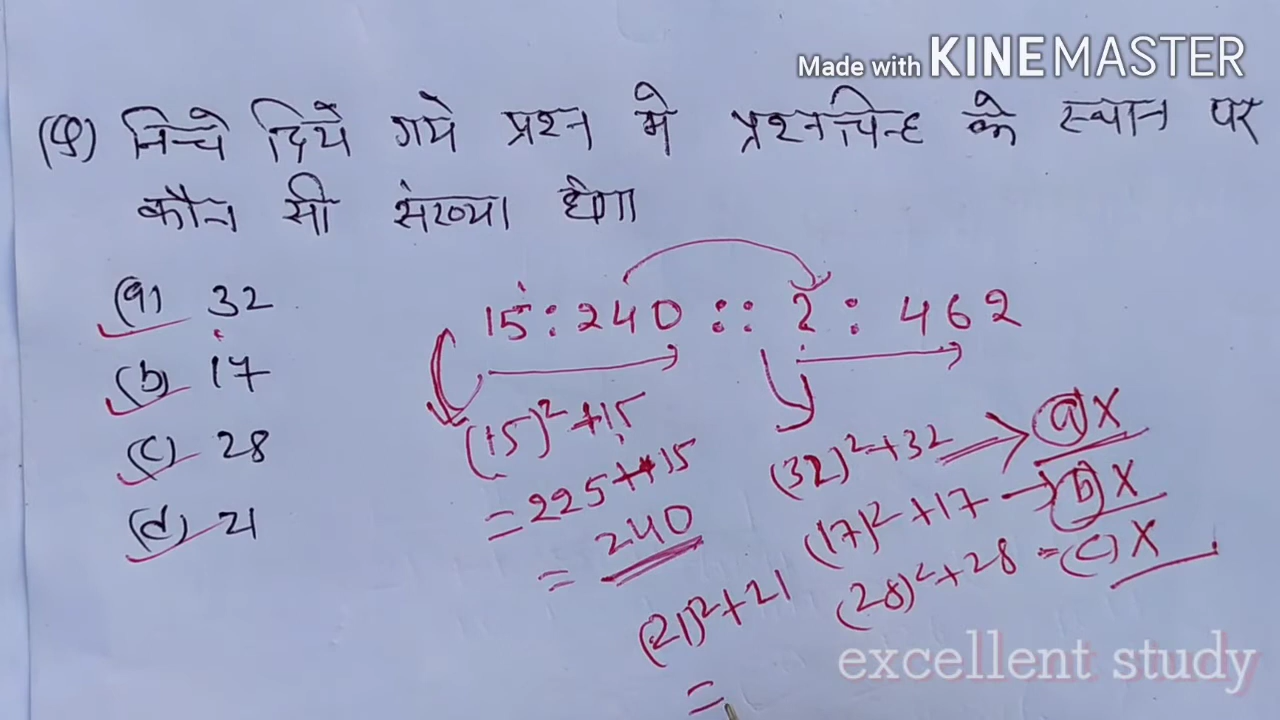 Made with KINEMASTER
(Q) निच्चे दियें गये प्रश्न मे प्रश्नचिन्ह के स्थान पर
कौन सी संख्या होगा
(a) 32
15 : 240 :: ? : 462
(b) 17
(c) 28
(d) 21
(15)² + 15
= 225 + 15
= 240
(32)² + 32 → (a) X
(17)² + 17 → (b) X
(28)² + 28 = (c) X
(21)² + 21
=
excellent study